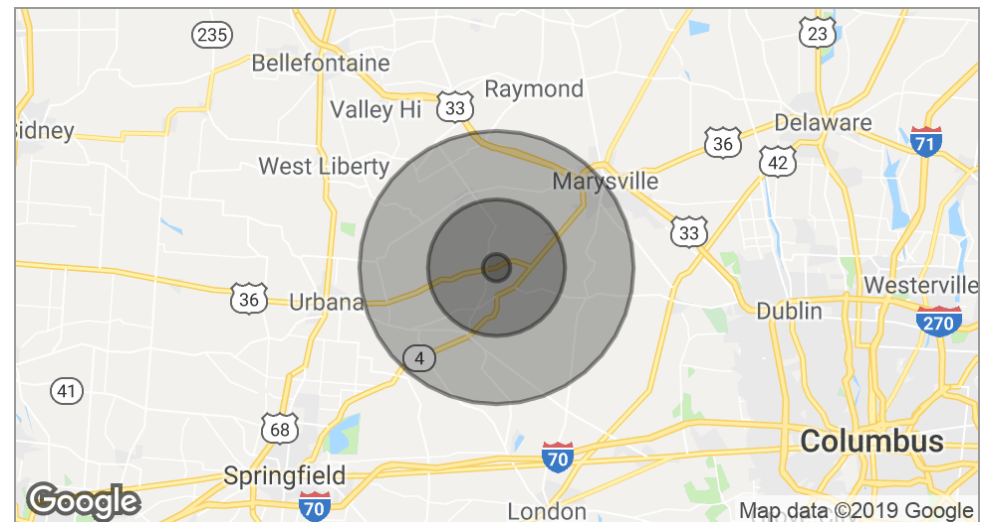 235
23
Bellefontaine
Raymond
Valley Hi
33
Delaware
idney
36
71
42
West Liberty
Marysville
33
Westerville
36
Urbana
Dublin
270
4
41
68
Columbus
70
Springfield
70
London
Google
Map data ©2019 Google